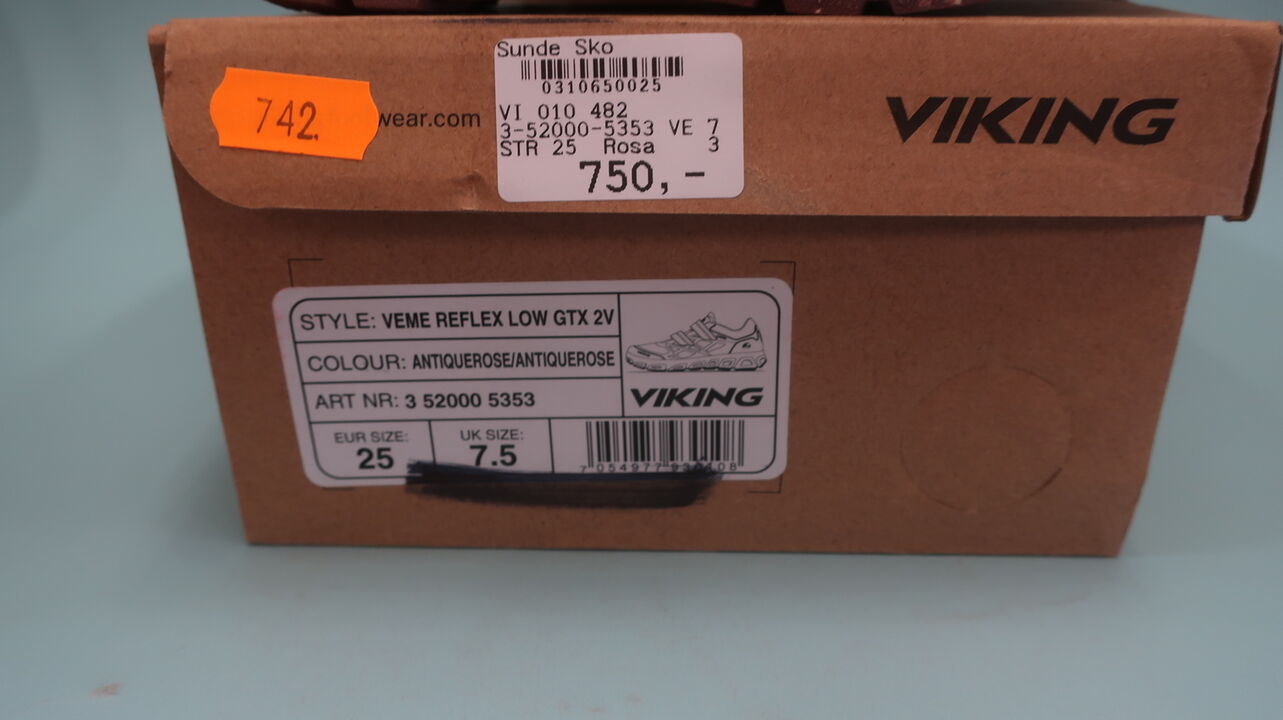 Sunde Sko
0310650025
VI 010 482
3-52000-5353 VE 7
STR 25 Rosa 3
750,-
742.
wear.com
VIKING
STYLE: VEME REFLEX LOW GTX 2V
COLOUR: ANTIQUEROSE/ANTIQUEROSE
ART NR: 3 52000 5353
VIKING
EUR SIZE:
25
UK SIZE:
7.5